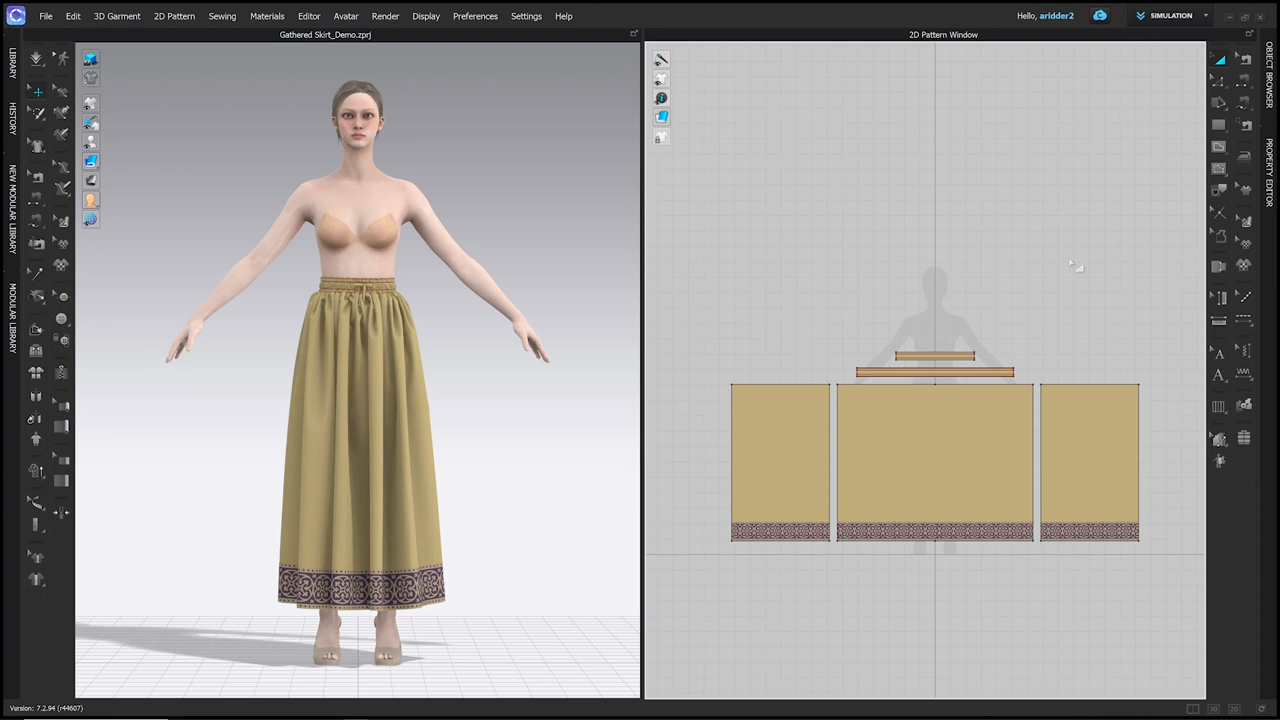 File Edit 3D Garment 2D Pattern Sewing Materials Editor Avatar Render Display Preferences Settings Help
Hello, aridder2
SIMULATION
Gathered Skirt_Demo.zprj
2D Pattern Window
LIBRARY
HISTORY
NEW MODULAR LIBRARY
MODULAR LIBRARY
OBJECT BROWSER
PROPERTY EDITOR
Version: 7.2.94 (r44607)
3D
2D